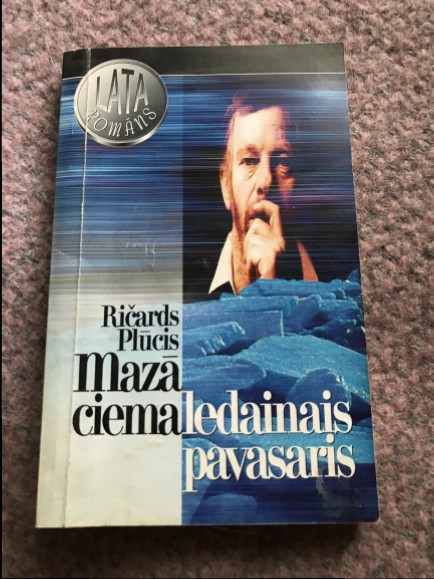 LATA
ROMĀNS
Ričards
Plūcis
Mazā
ciema ledainais
pavasaris